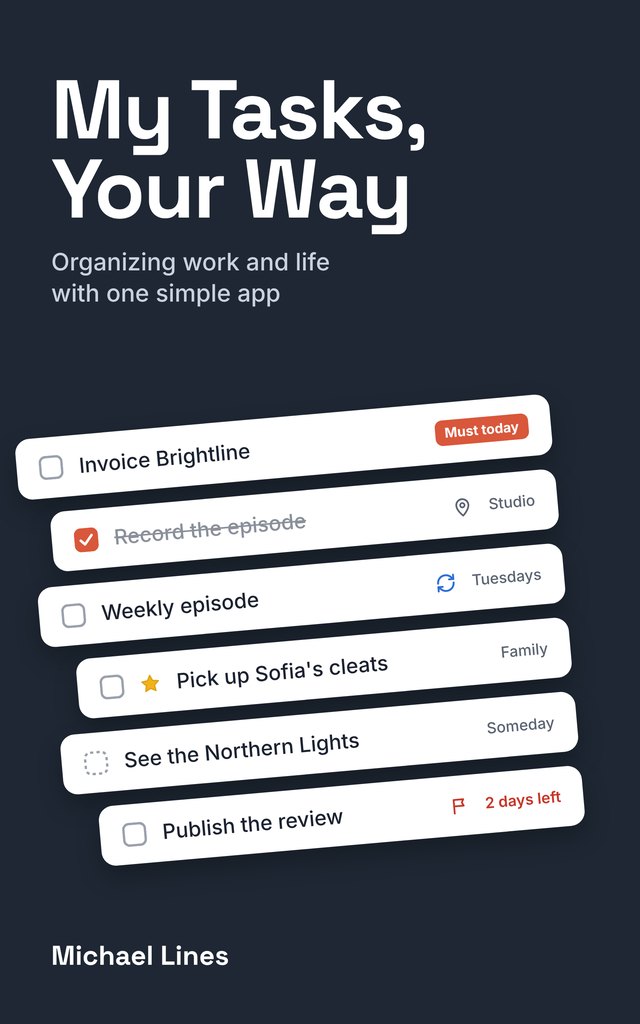 My Tasks,
Your Way
Organizing work and life
with one simple app
Invoice Brightline Must today
Record the episode Studio
Weekly episode Tuesdays
Pick up Sofia's cleats Family
See the Northern Lights Someday
Publish the review 2 days left
Michael Lines